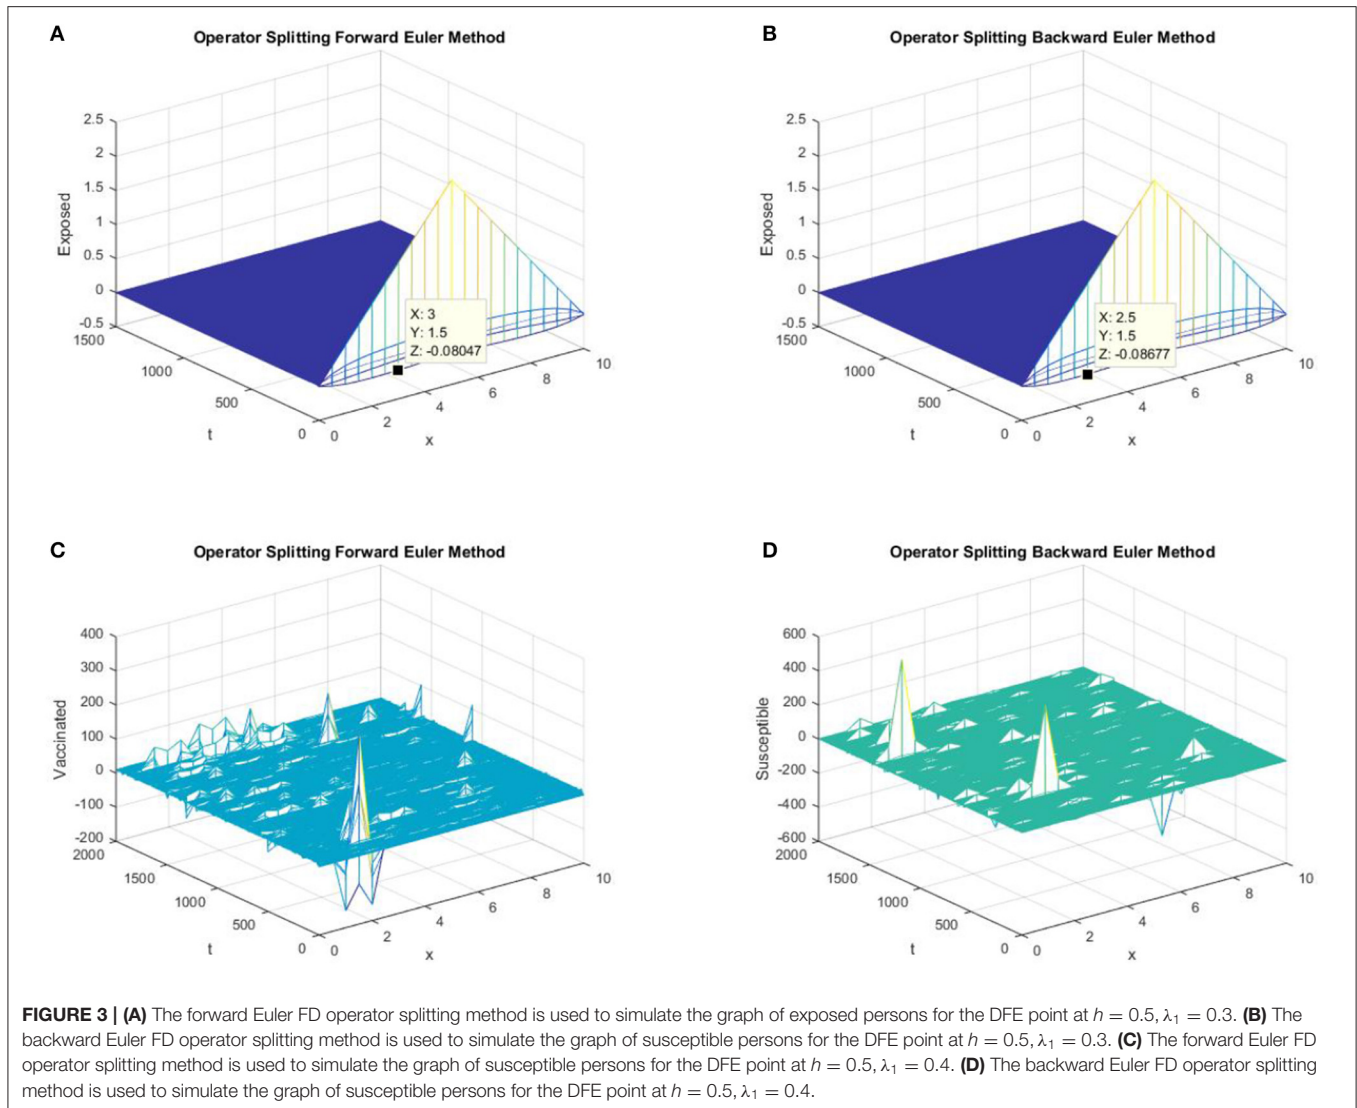 A
Operator Splitting Forward Euler Method
2.5
2
1.5
1
0.5
0
-0.5
Exposed
1500
1000
500
0
t
0
2
4
6
8
10
x
X: 3
Y: 1.5
Z: -0.08047
B
Operator Splitting Backward Euler Method
2.5
2
1.5
1
0.5
0
-0.5
Exposed
1500
1000
500
0
t
0
2
4
6
8
10
x
X: 2.5
Y: 1.5
Z: -0.08677
C
Operator Splitting Forward Euler Method
400
300
200
100
0
-100
-200
Vaccinated
2000
1500
1000
500
0
t
0
2
4
6
8
10
x
D
Operator Splitting Backward Euler Method
600
400
200
0
-200
-400
-600
Susceptible
2000
1500
1000
500
0
t
0
2
4
6
8
10
x
FIGURE 3 | (A) The forward Euler FD operator splitting method is used to simulate the graph of exposed persons for the DFE point at h = 0.5, λ₁ = 0.3. (B) The
backward Euler FD operator splitting method is used to simulate the graph of susceptible persons for the DFE point at h = 0.5, λ₁ = 0.3. (C) The forward Euler FD
operator splitting method is used to simulate the graph of susceptible persons for the DFE point at h = 0.5, λ₁ = 0.4. (D) The backward Euler FD operator splitting
method is used to simulate the graph of susceptible persons for the DFE point at h = 0.5, λ₁ = 0.4.